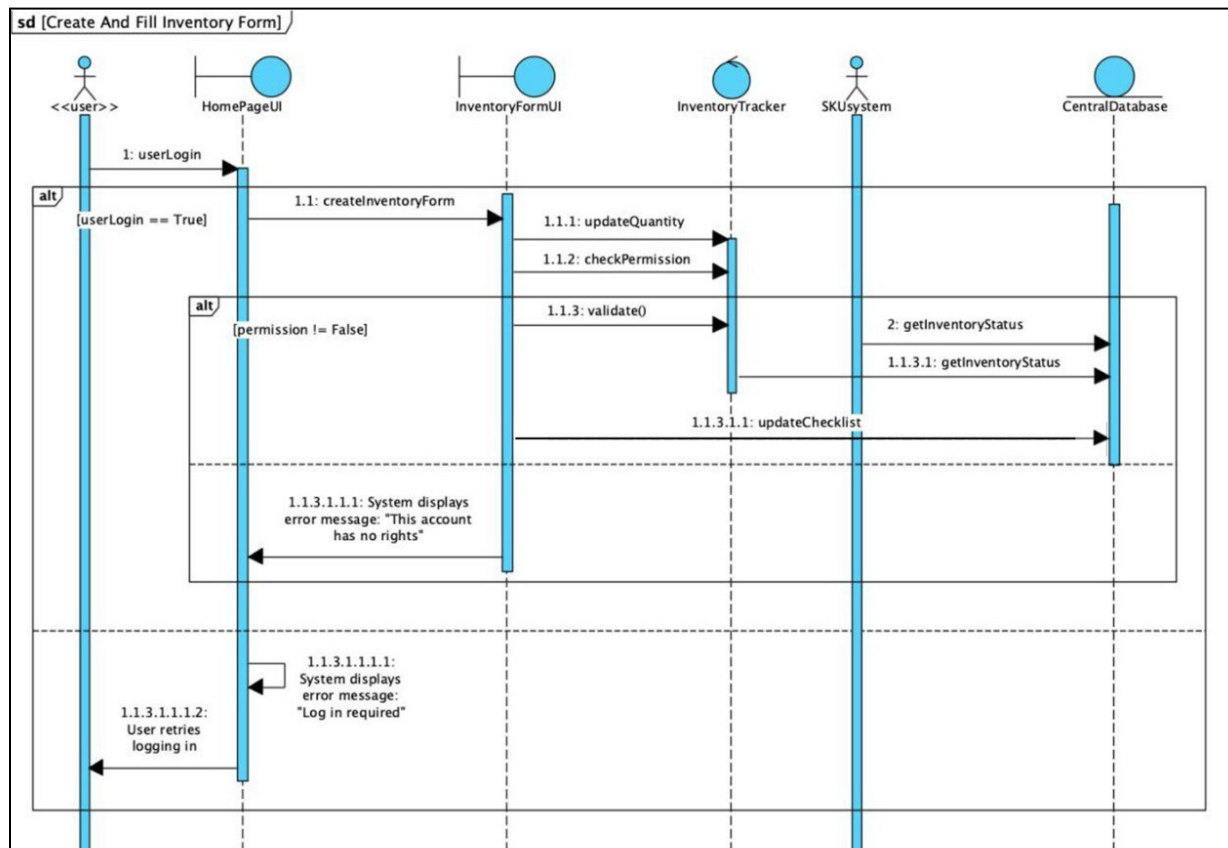 sd [Create And Fill Inventory Form]
<<user>>
HomePageUI
InventoryFormUI
InventoryTracker
SKUsystem
CentralDatabase
1: userLogin
alt
[userLogin == True]
1.1: createInventoryForm
1.1.1: updateQuantity
1.1.2: checkPermission
alt
[permission != False]
1.1.3: validate()
2: getInventoryStatus
1.1.3.1: getInventoryStatus
1.1.3.1.1: updateChecklist
1.1.3.1.1.1: System displays
error message: "This account
has no rights"
1.1.3.1.1.1.1:
System displays
error message:
"Log in required"
1.1.3.1.1.1.2:
User retries
logging in